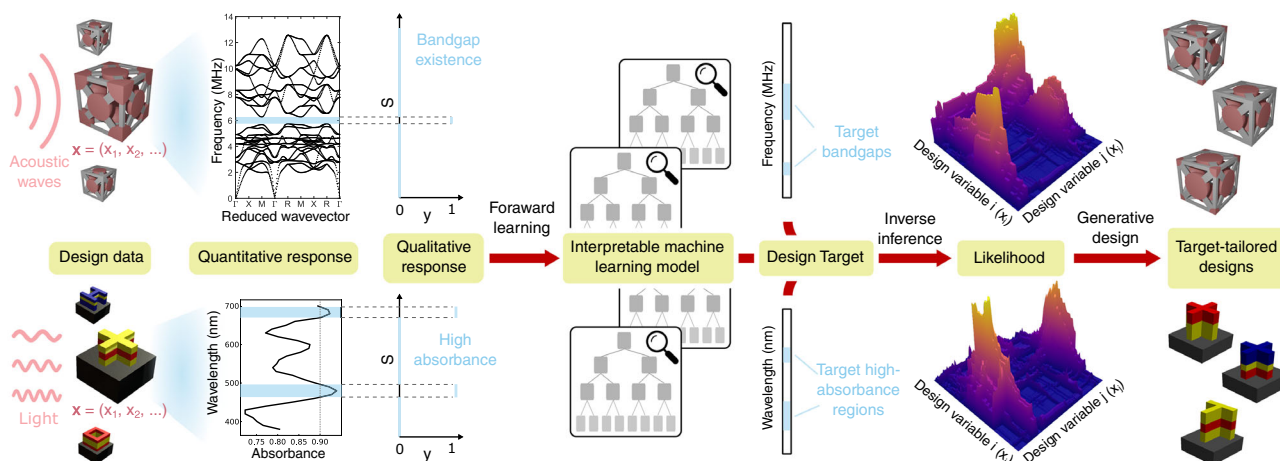 Acoustic
waves
x = (x₁, x₂, ...)
Frequency (MHz)
14
12
10
8
6
4
2
0
Γ X M Γ R M X R Γ
Reduced wavevector
Bandgap
existence
S
0 y 1
Frequency (MHz)
Target
bandgaps
Design variable i (xᵢ)
Design variable j (xⱼ)
Design data
Quantitative response
Qualitative
response
Foraward
learning
Interpretable machine
learning model
Design Target
Inverse
inference
Likelihood
Generative
design
Target-tailored
designs
Light
x = (x₁, x₂, ...)
Wavelength (nm)
700
600
500
400
0.75 0.80 0.85 0.90
Absorbance
High
absorbance
S
0 y 1
Wavelength (nm)
Target high-
absorbance
regions
Design variable i (xᵢ)
Design variable j (xⱼ)